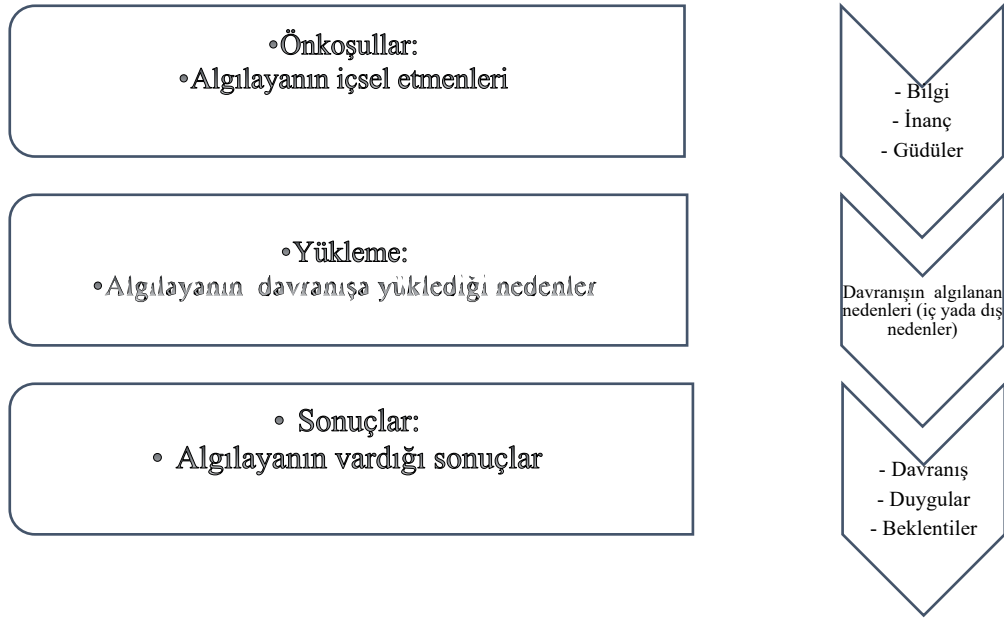 •Önkoşullar:
•Algılayanın içsel etmenleri
- Bilgi
- İnanç
- Güdüler
•Yükleme:
•Algılayanın davranışa yüklediği nedenler
Davranışın algılanan
nedenleri (iç yada dış
nedenler)
• Sonuçlar:
• Algılayanın vardığı sonuçlar
- Davranış
- Duygular
- Beklentiler